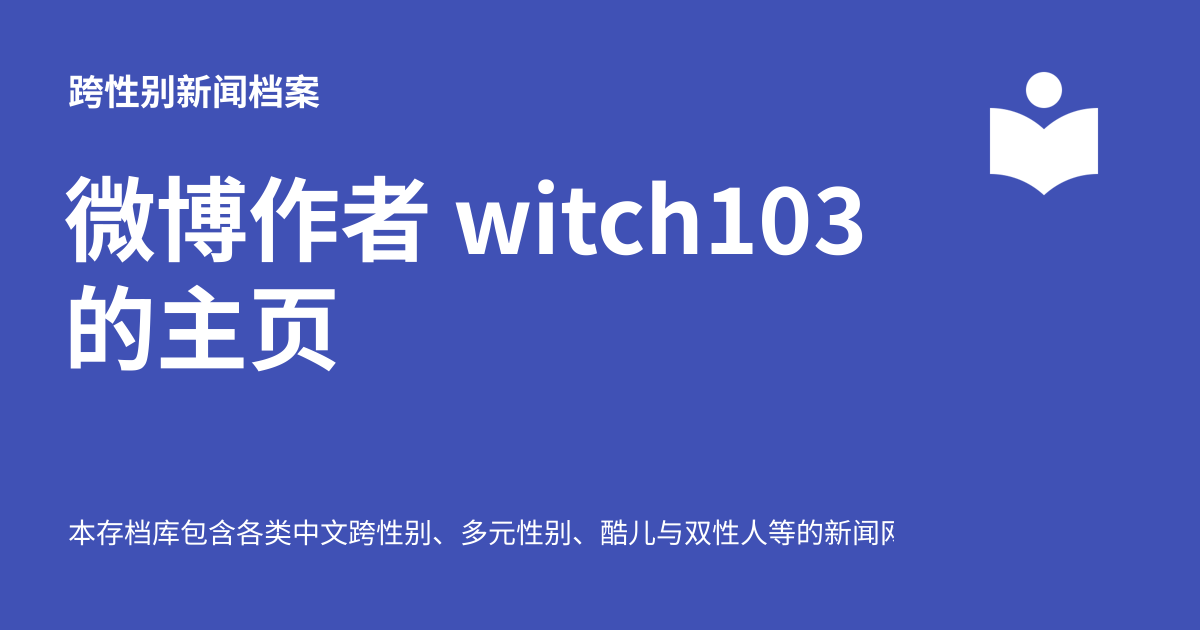 跨性别新闻档案
微博作者 witch103
的主页
本存档库包含各类中文跨性别、多元性别、酷儿与双性人等的新闻